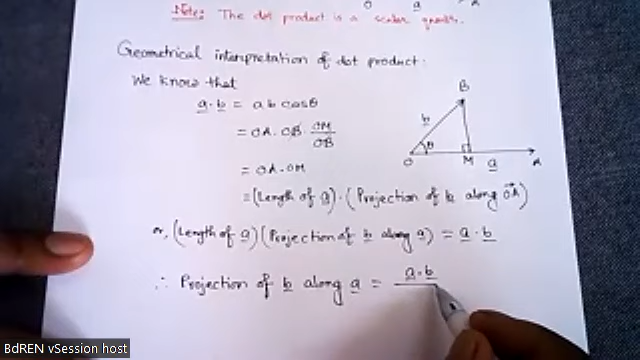 O a A
Note: The dot product is a scalar quantity.
Geometrical interpretation of dot product:
We know that
a · b = ab cosθ
= OA · OB · OM/OB
= OA · OM
= (Length of a) · (Projection of b along OA)
or, (Length of a) (Projection of b along a) = a · b
∴ Projection of b along a = a · b
B
b
θ
O M a A
BdREN vSession host